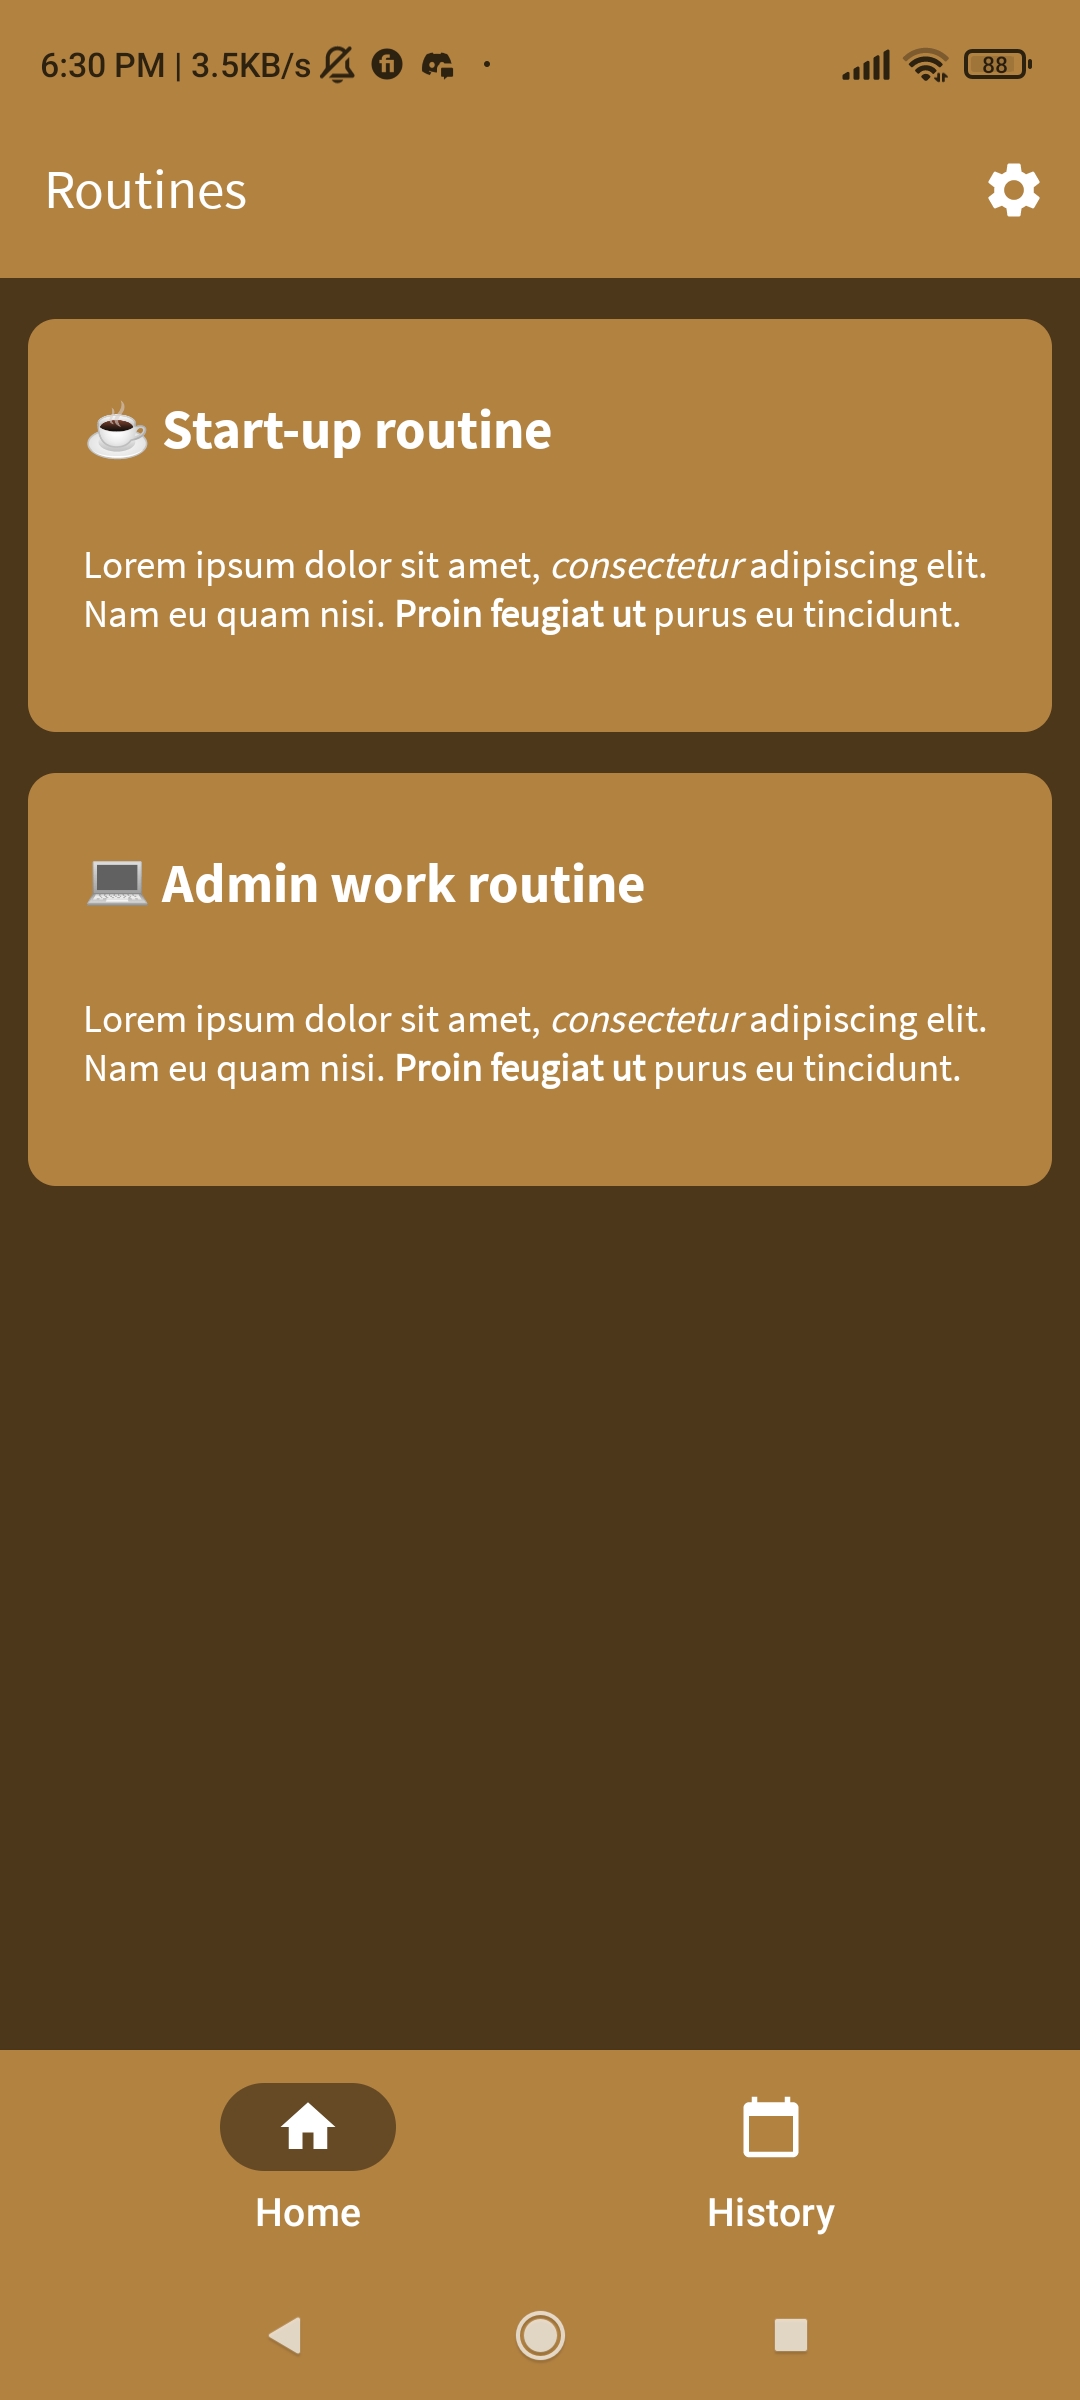 6:30 PM | 3.5KB/s
88
Routines
Start-up routine
Lorem ipsum dolor sit amet, consectetur adipiscing elit.
Nam eu quam nisi. Proin feugiat ut purus eu tincidunt.
Admin work routine
Lorem ipsum dolor sit amet, consectetur adipiscing elit.
Nam eu quam nisi. Proin feugiat ut purus eu tincidunt.
Home
History